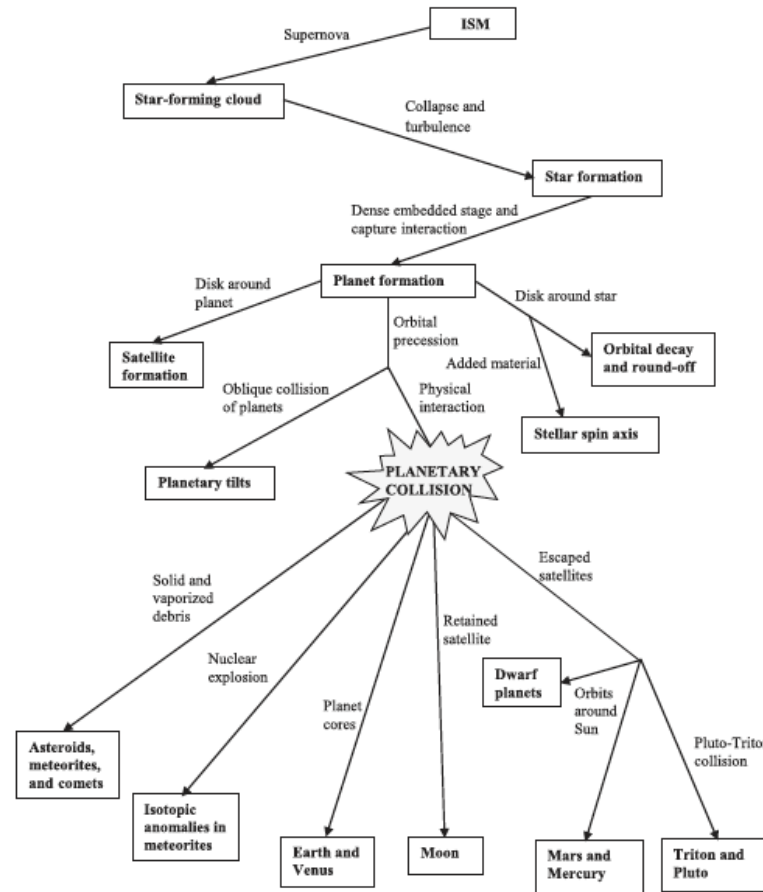 ISM
Supernova
Star-forming cloud
Collapse and
turbulence
Star formation
Dense embedded stage and
capture interaction
Planet formation
Disk around
planet
Disk around star
Orbital
precession
Satellite
formation
Added material
Orbital decay
and round-off
Oblique collision
of planets
Physical
interaction
Stellar spin axis
Planetary tilts
PLANETARY
COLLISION
Solid and
vaporized
debris
Escaped
satellites
Nuclear
explosion
Retained
satellite
Planet
cores
Dwarf
planets
Orbits
around
Sun
Pluto-Trito
collision
Asteroids,
meteorites,
and comets
Isotopic
anomalies in
meteorites
Earth and
Venus
Moon
Mars and
Mercury
Triton and
Pluto